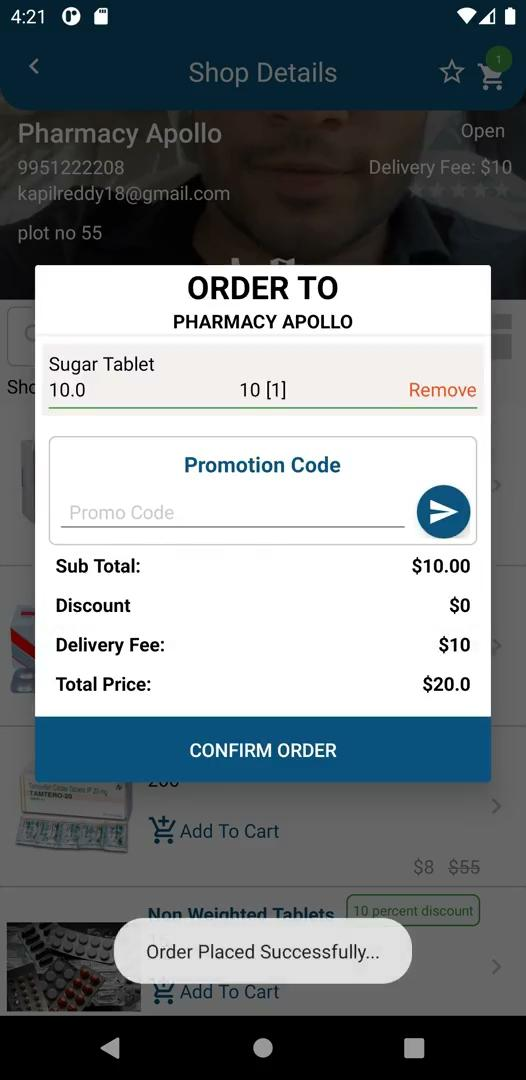 4:21
1
Shop Details
Pharmacy Apollo
Open
9951222208
Delivery Fee: $10
kapilreddy18@gmail.com
plot no 55
ORDER TO
PHARMACY APOLLO
Sugar Tablet
10.0 10 [1] Remove
Promotion Code
Promo Code
Sub Total: $10.00
Discount $0
Delivery Fee: $10
Total Price: $20.0
CONFIRM ORDER
TAMTERO-20
Add To Cart
$8 $55
Non Weighted Tablets
10 percent discount
Order Placed Successfully...
Add To Cart